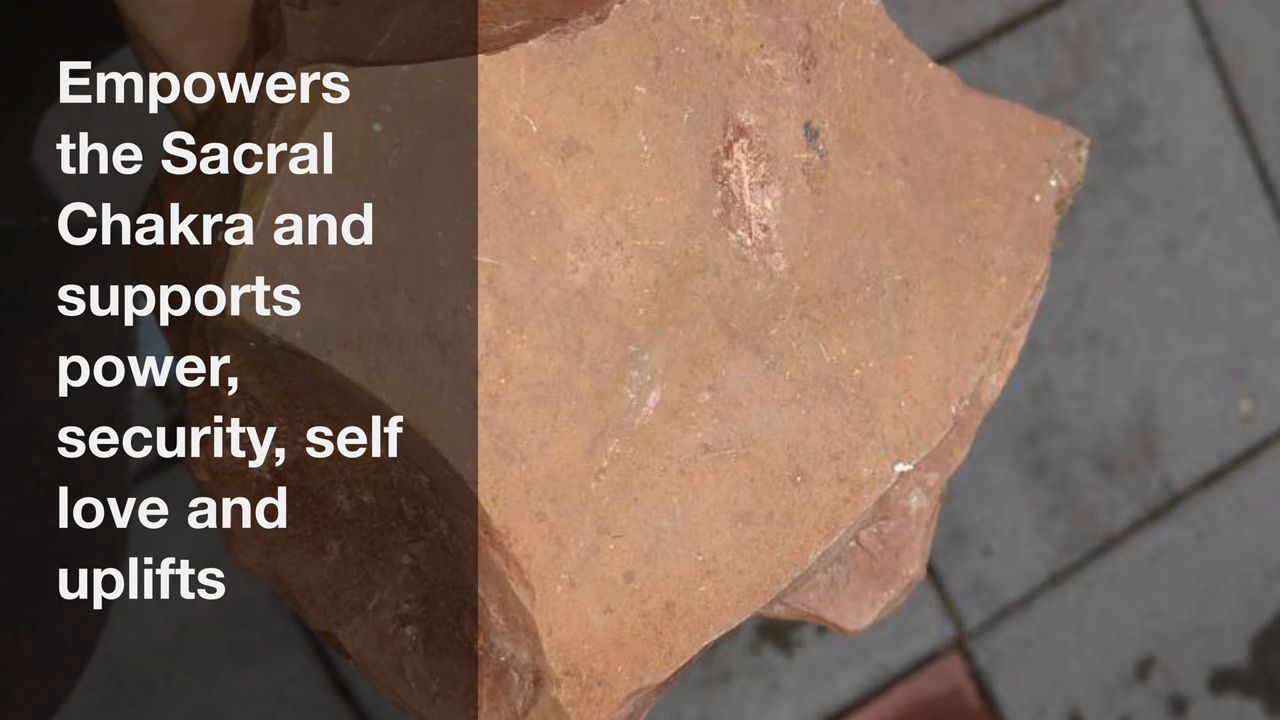 Empowers
the Sacral
Chakra and
supports
power,
security, self
love and
uplifts